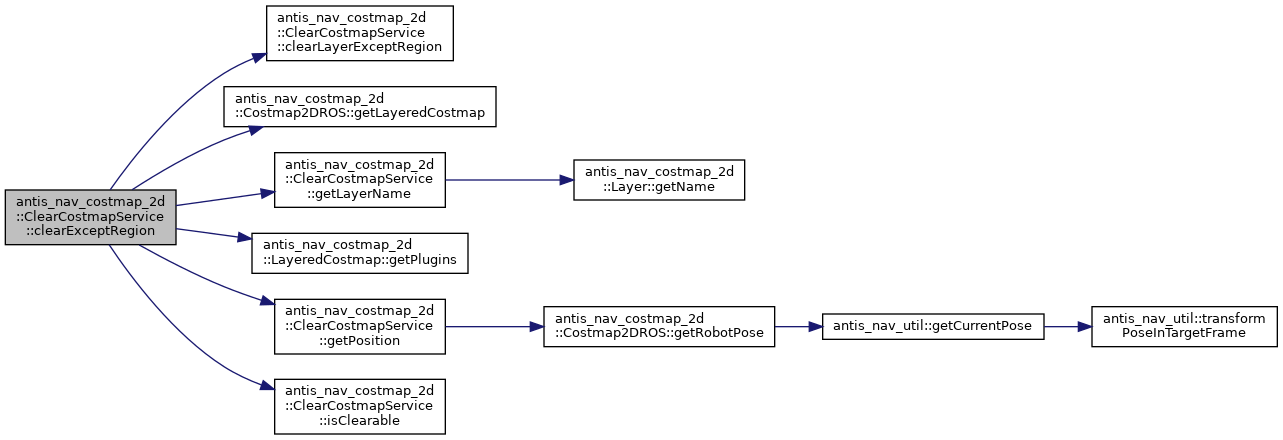 antis_nav_costmap_2d
::ClearCostmapService
::clearExceptRegion
antis_nav_costmap_2d
::ClearCostmapService
::clearLayerExceptRegion
antis_nav_costmap_2d
::Costmap2DROS::getLayeredCostmap
antis_nav_costmap_2d
::ClearCostmapService
::getLayerName
antis_nav_costmap_2d
::Layer::getName
antis_nav_costmap_2d
::LayeredCostmap::getPlugins
antis_nav_costmap_2d
::ClearCostmapService
::getPosition
antis_nav_costmap_2d
::Costmap2DROS::getRobotPose
antis_nav_util::getCurrentPose
antis_nav_util::transform
PoseInTargetFrame
antis_nav_costmap_2d
::ClearCostmapService
::isClearable